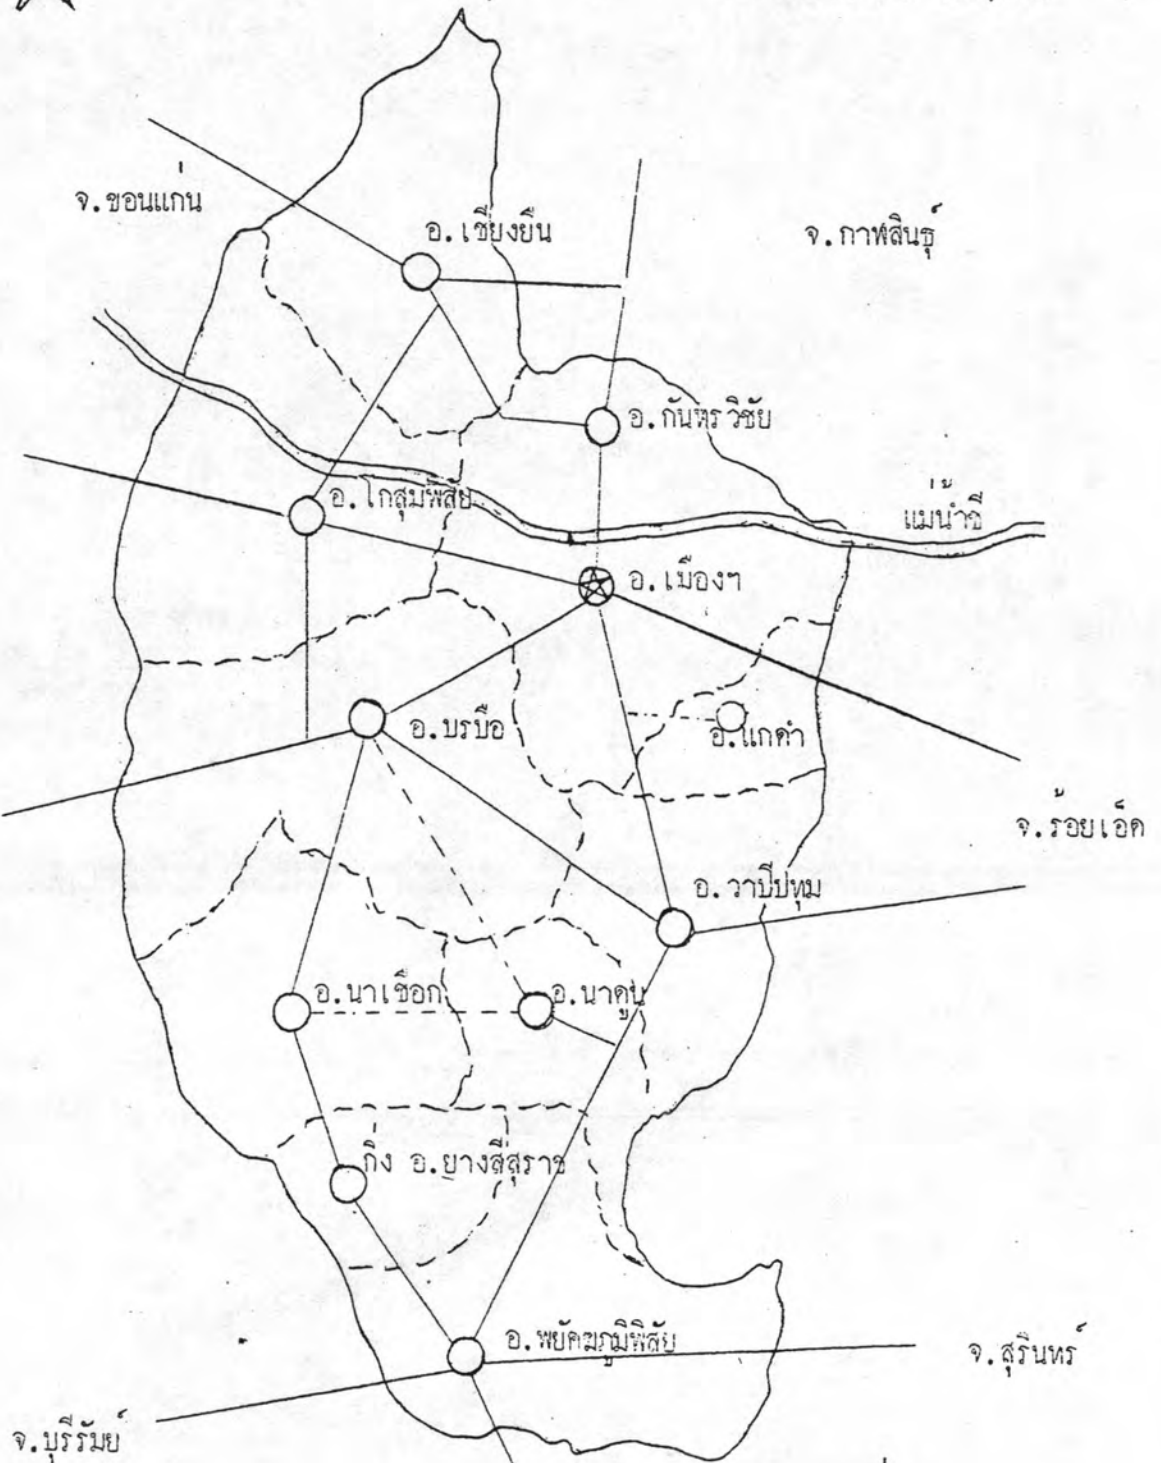 จ.ขอนแก่น
อ.เชียงยืน
จ.กาฬสินธุ์
อ.กันทรวิชัย
อ.โกสุมพิสัย
แม่น้ำชี
อ.เมืองฯ
อ.บรบือ
อ.แกดำ
จ.ร้อยเอ็ด
อ.วาปีปทุม
อ.นาเชือก
อ.นาดูน
กิ่ง อ.ยางสีสุราช
อ.พยัคฆภูมิพิสัย
จ.สุรินทร์
จ.บุรีรัมย์